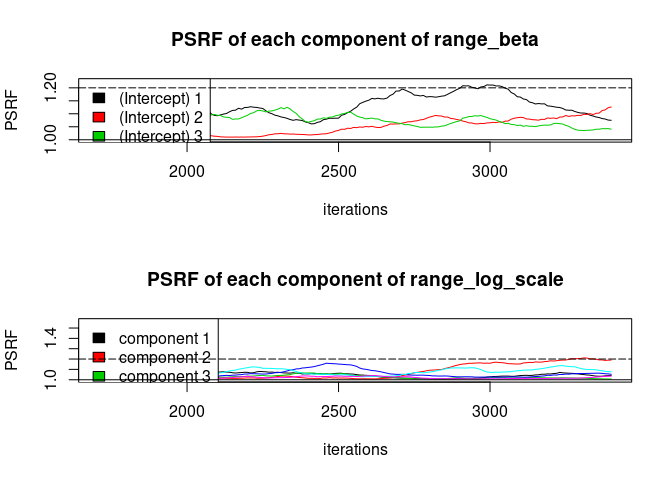 PSRF of each component of range_beta
PSRF
1.20
1.00
(Intercept) 1
(Intercept) 2
(Intercept) 3
2000 2500 3000
iterations
PSRF of each component of range_log_scale
PSRF
1.4
1.0
component 1
component 2
component 3
2000 2500 3000
iterations